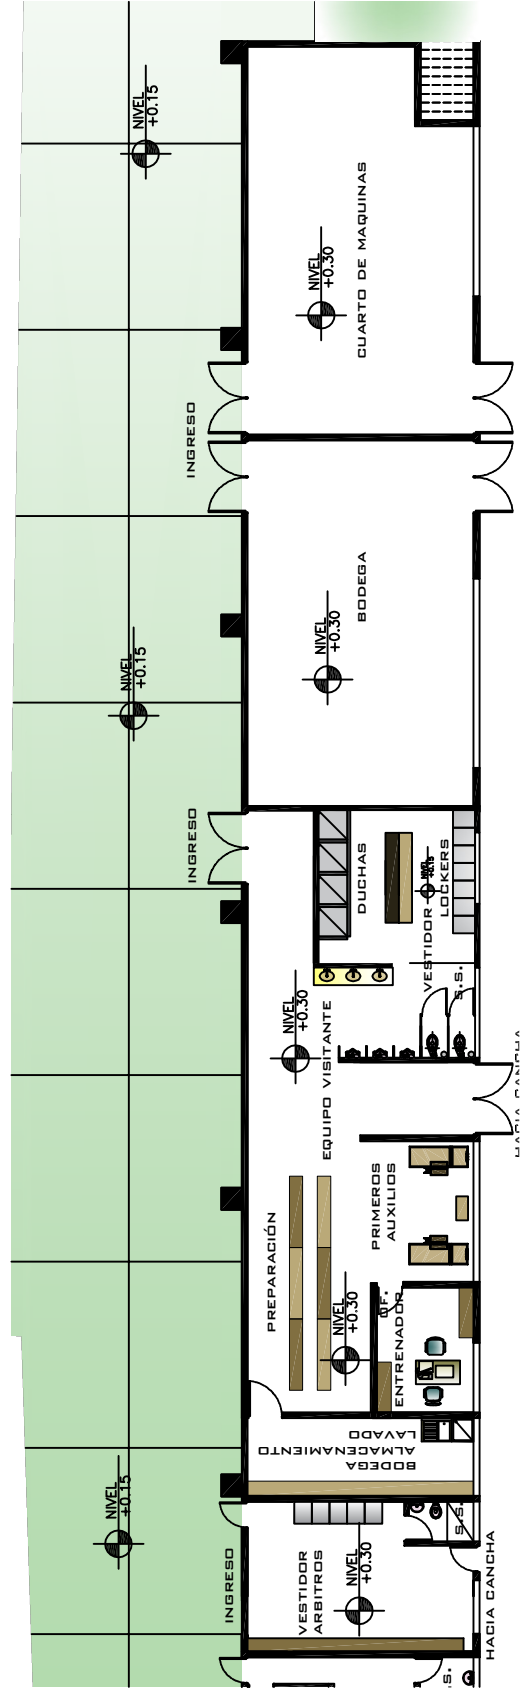 NIVEL
+0.15
CUARTO DE MAQUINAS
NIVEL
+0.30
INGRESO
BODEGA
NIVEL
+0.30
NIVEL
+0.15
INGRESO
DUCHAS
VESTIDOR
LOCKERS
S.S.
NIVEL
+0.30
EQUIPO VISITANTE
HACIA CANCHA
PRIMEROS
AUXILIOS
PREPARACIÓN
NIVEL
+0.30
OF.
ENTRENADOR
BODEGA
ALMACENAMIENTO
LAVADO
NIVEL
+0.15
S.S.
NIVEL
+0.30
INGRESO
VESTIDOR
ARBITROS
HACIA CANCHA
S.